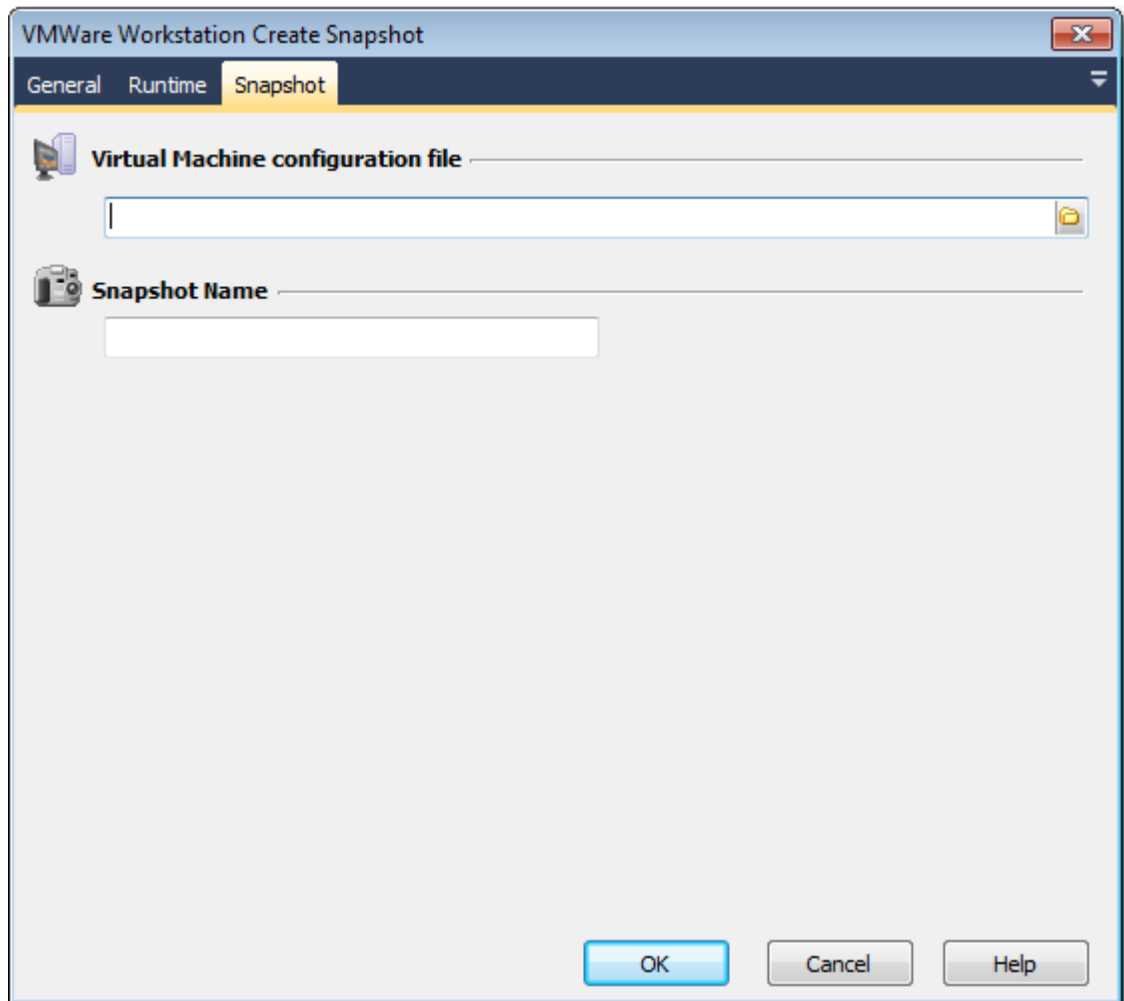 VMWare Workstation Create Snapshot
General Runtime Snapshot
Virtual Machine configuration file
Snapshot Name
OK Cancel Help